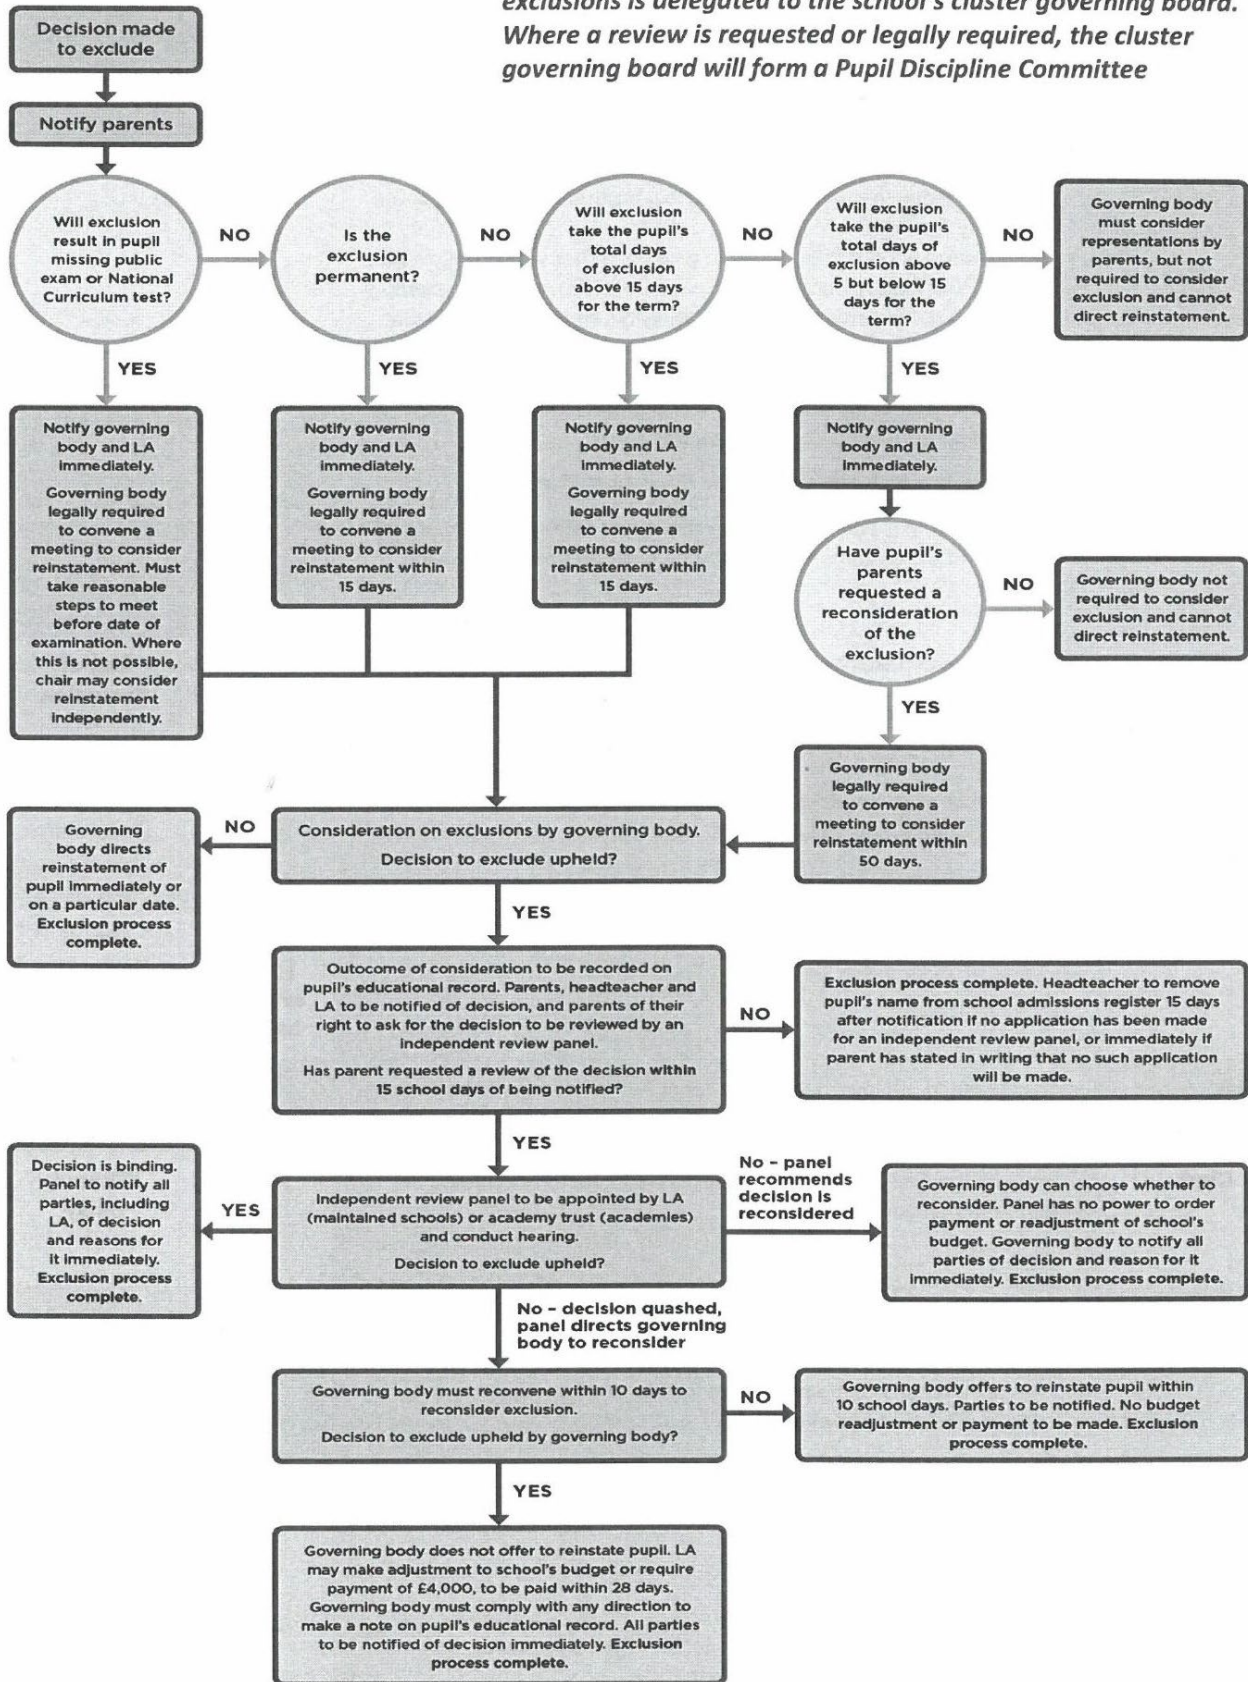 exclusions is delegated to the school's cluster governing board.
Where a review is requested or legally required, the cluster
governing board will form a Pupil Discipline Committee
Decision made
to exclude
Notify parents
Will exclusion
result in pupil
missing public
exam or National
Curriculum test?
NO
Is the
exclusion
permanent?
NO
Will exclusion
take the pupil's
total days
of exclusion
above 15 days
for the term?
NO
Will exclusion
take the pupil's
total days of
exclusion above
5 but below 15
days for the
term?
NO
Governing body
must consider
representations by
parents, but not
required to consider
exclusion and cannot
direct reinstatement.
YES
YES
YES
YES
Notify governing
body and LA
immediately.
Governing body
legally required
to convene a
meeting to consider
reinstatement. Must
take reasonable
steps to meet
before date of
examination. Where
this is not possible,
chair may consider
reinstatement
independently.
Notify governing
body and LA
immediately.
Governing body
legally required
to convene a
meeting to consider
reinstatement within
15 days.
Notify governing
body and LA
immediately.
Governing body
legally required
to convene a
meeting to consider
reinstatement within
15 days.
Notify governing
body and LA
immediately.
Have pupil's
parents
requested a
reconsideration
of the
exclusion?
NO
Governing body not
required to consider
exclusion and cannot
direct reinstatement.
YES
Governing body
legally required
to convene a
meeting to consider
reinstatement within
50 days.
Consideration on exclusions by governing body.
Decision to exclude upheld?
NO
Governing
body directs
reinstatement of
pupil immediately or
on a particular date.
Exclusion process
complete.
YES
Outocome of consideration to be recorded on
pupil's educational record. Parents, headteacher and
LA to be notified of decision, and parents of their
right to ask for the decision to be reviewed by an
independent review panel.
Has parent requested a review of the decision within
15 school days of being notified?
NO
Exclusion process complete. Headteacher to remove
pupil's name from school admissions register 15 days
after notification if no application has been made
for an independent review panel, or immediately if
parent has stated in writing that no such application
will be made.
YES
Independent review panel to be appointed by LA
(maintained schools) or academy trust (academies)
and conduct hearing.
Decision to exclude upheld?
YES
Decision is binding.
Panel to notify all
parties, including
LA, of decision
and reasons for
it immediately.
Exclusion process
complete.
No - panel
recommends
decision is
reconsidered
Governing body can choose whether to
reconsider. Panel has no power to order
payment or readjustment of school's
budget. Governing body to notify all
parties of decision and reason for it
immediately. Exclusion process complete.
No - decision quashed,
panel directs governing
body to reconsider
Governing body must reconvene within 10 days to
reconsider exclusion.
Decision to exclude upheld by governing body?
NO
Governing body offers to reinstate pupil within
10 school days. Parties to be notified. No budget
readjustment or payment to be made. Exclusion
process complete.
YES
Governing body does not offer to reinstate pupil. LA
may make adjustment to school's budget or require
payment of £4,000, to be paid within 28 days.
Governing body must comply with any direction to
make a note on pupil's educational record. All parties
to be notified of decision immediately. Exclusion
process complete.